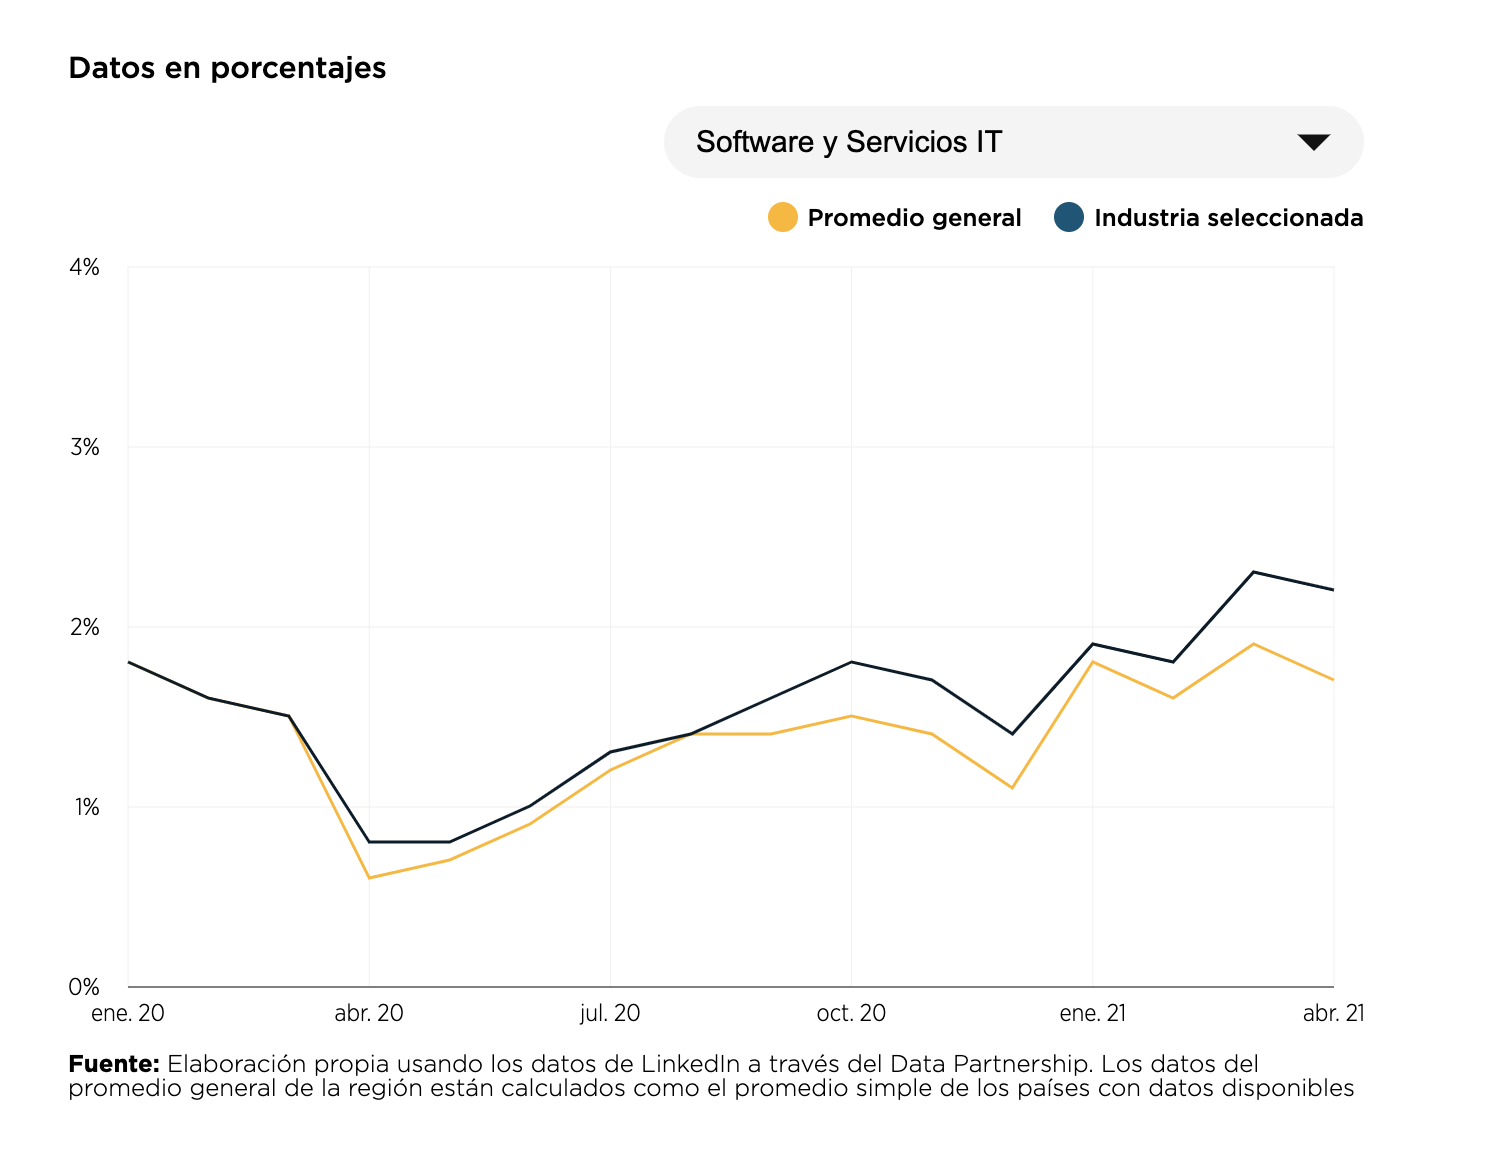 Datos en porcentajes
Software y Servicios IT
Promedio general
Industria seleccionada
4%
3%
2%
1%
0%
ene. 20
abr. 20
jul. 20
oct. 20
ene. 21
abr. 21
Fuente: Elaboración propia usando los datos de LinkedIn a través del Data Partnership. Los datos del
promedio general de la región están calculados como el promedio simple de los países con datos disponibles